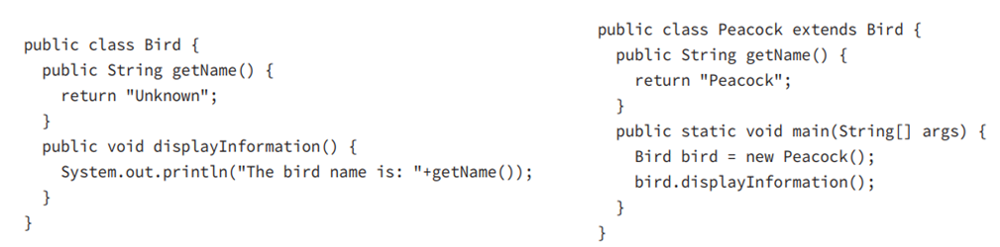 public class Bird {
  public String getName() {
    return "Unknown";
  }
  public void displayInformation() {
    System.out.println("The bird name is: "+getName());
  }
}
public class Peacock extends Bird {
  public String getName() {
    return "Peacock";
  }
  public static void main(String[] args) {
    Bird bird = new Peacock();
    bird.displayInformation();
  }
}